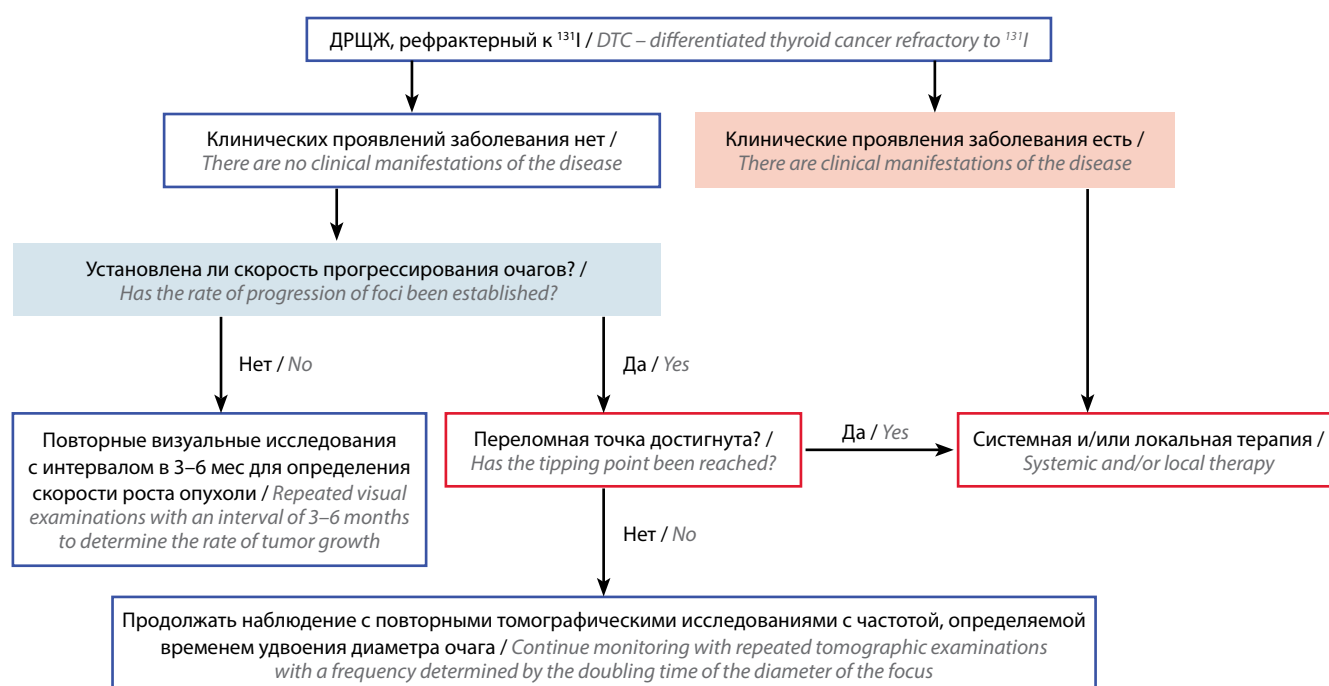 ДРЩЖ, рефрактерный к ¹³¹I / DTC – differentiated thyroid cancer refractory to ¹³¹I
Клинических проявлений заболевания нет /
There are no clinical manifestations of the disease
Клинические проявления заболевания есть /
There are clinical manifestations of the disease
Установлена ли скорость прогрессирования очагов? /
Has the rate of progression of foci been established?
Нет / No
Да / Yes
Повторные визуальные исследования
с интервалом в 3–6 мес для определения
скорости роста опухоли / Repeated visual
examinations with an interval of 3–6 months
to determine the rate of tumor growth
Переломная точка достигнута? /
Has the tipping point been reached?
Да / Yes
Системная и/или локальная терапия /
Systemic and/or local therapy
Нет / No
Продолжать наблюдение с повторными томографическими исследованиями с частотой, определяемой
временем удвоения диаметра очага / Continue monitoring with repeated tomographic examinations
with a frequency determined by the doubling time of the diameter of the focus